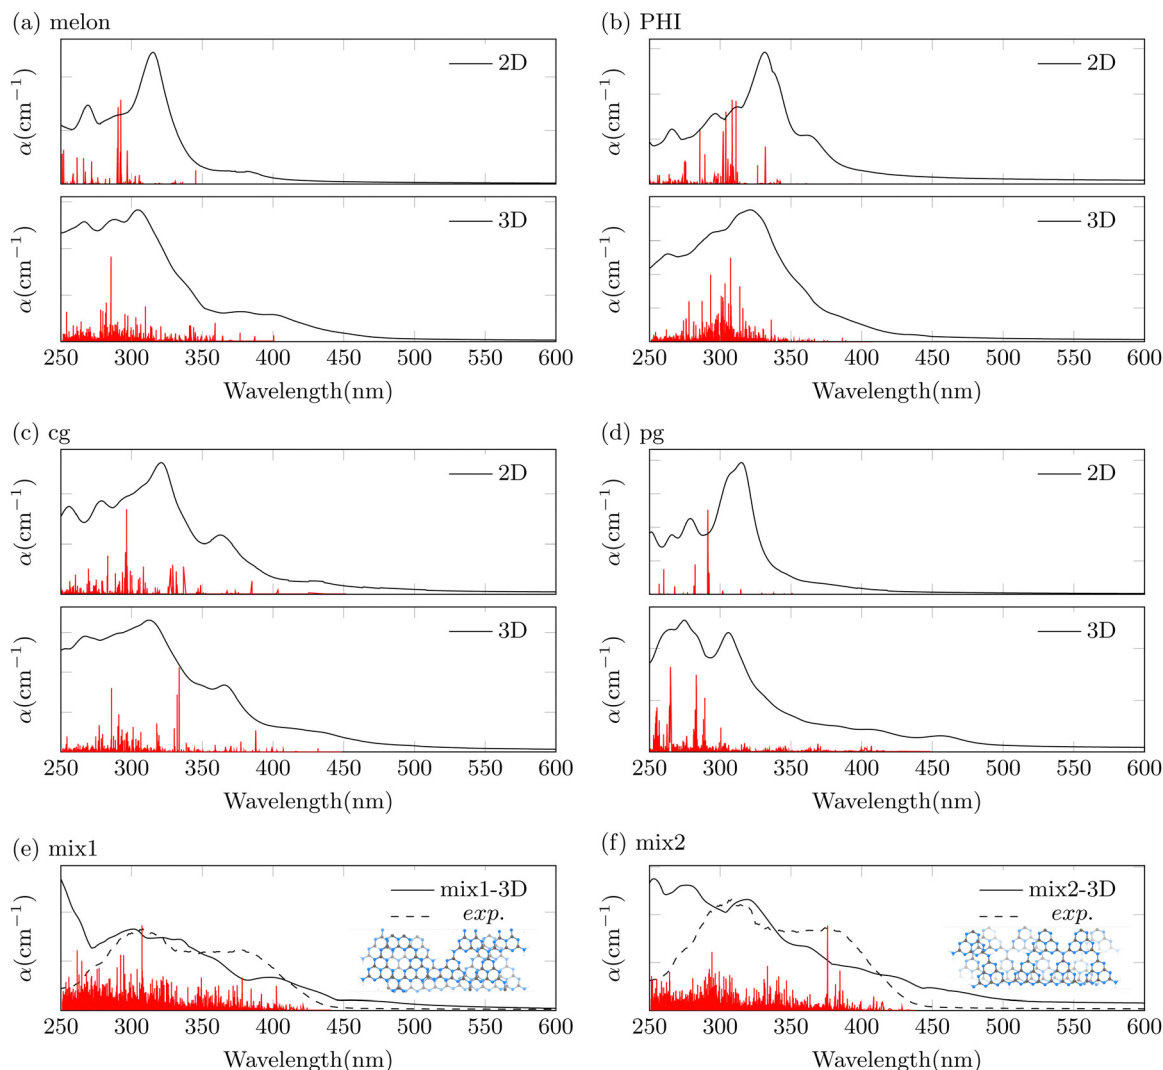 (a) melon
α(cm⁻¹)
2D
α(cm⁻¹)
3D
250 300 350 400 450 500 550 600
Wavelength(nm)
(b) PHI
α(cm⁻¹)
2D
α(cm⁻¹)
3D
250 300 350 400 450 500 550 600
Wavelength(nm)
(c) cg
α(cm⁻¹)
2D
α(cm⁻¹)
3D
250 300 350 400 450 500 550 600
Wavelength(nm)
(d) pg
α(cm⁻¹)
2D
α(cm⁻¹)
3D
250 300 350 400 450 500 550 600
Wavelength(nm)
(e) mix1
α(cm⁻¹)
mix1-3D
exp.
250 300 350 400 450 500 550 600
Wavelength(nm)
(f) mix2
α(cm⁻¹)
mix2-3D
exp.
250 300 350 400 450 500 550 600
Wavelength(nm)